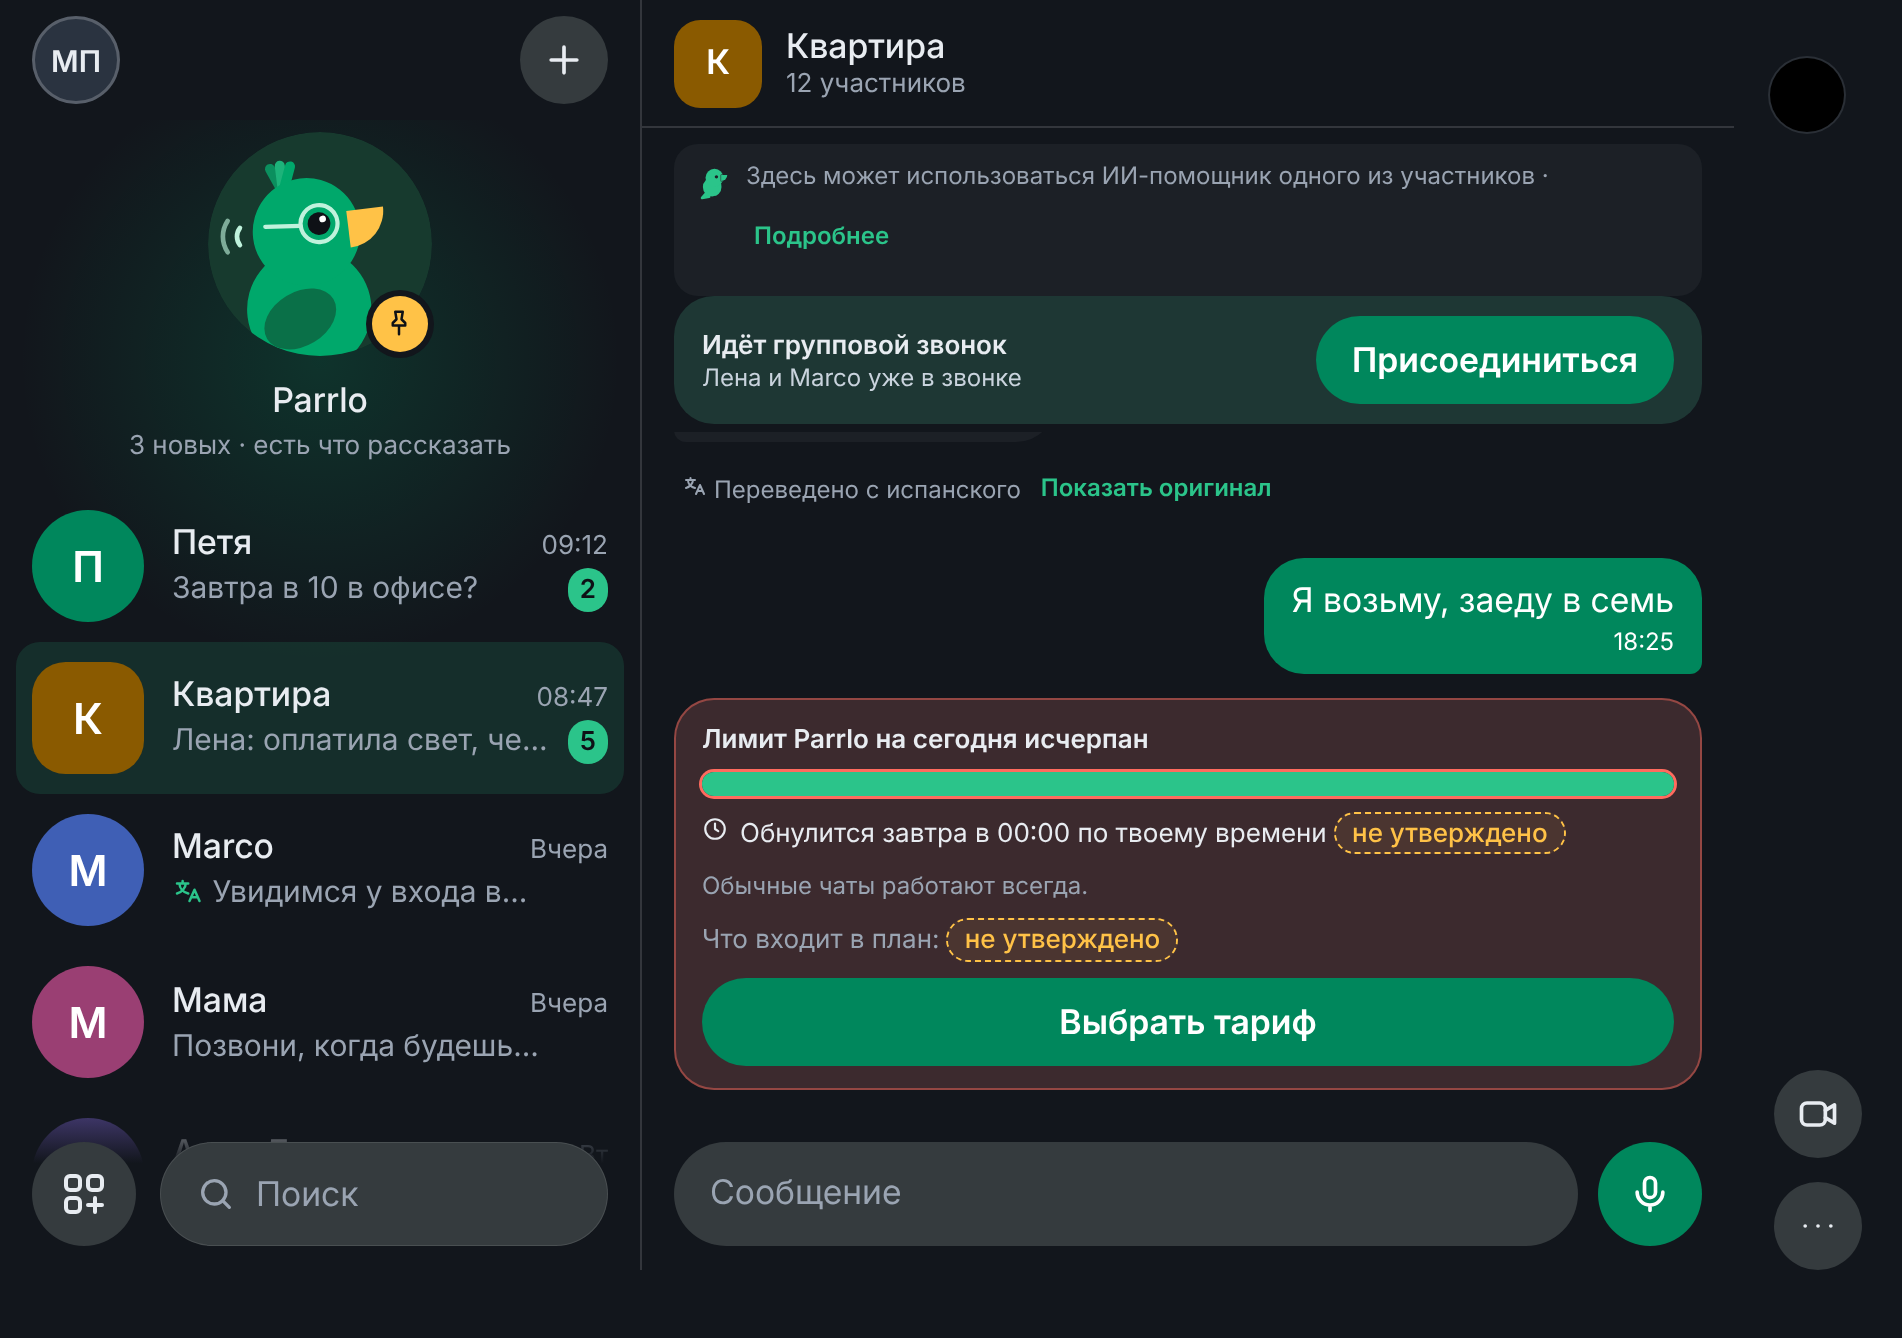 МП
Parrlo
3 новых · есть что рассказать
П
Петя
09:12
Завтра в 10 в офисе?
2
К
Квартира
08:47
Лена: оплатила свет, че...
5
М
Marco
Вчера
Увидимся у входа в...
М
Мама
Вчера
Позвони, когда будешь...
Поиск
К
Квартира
12 участников
Здесь может использоваться ИИ-помощник одного из участников ·
Подробнее
Идёт групповой звонок
Лена и Marco уже в звонке
Присоединиться
Переведено с испанского
Показать оригинал
Я возьму, заеду в семь
18:25
Лимит Parrlo на сегодня исчерпан
Обнулится завтра в 00:00 по твоему времени не утверждено
Обычные чаты работают всегда.
Что входит в план: не утверждено
Выбрать тариф
Сообщение